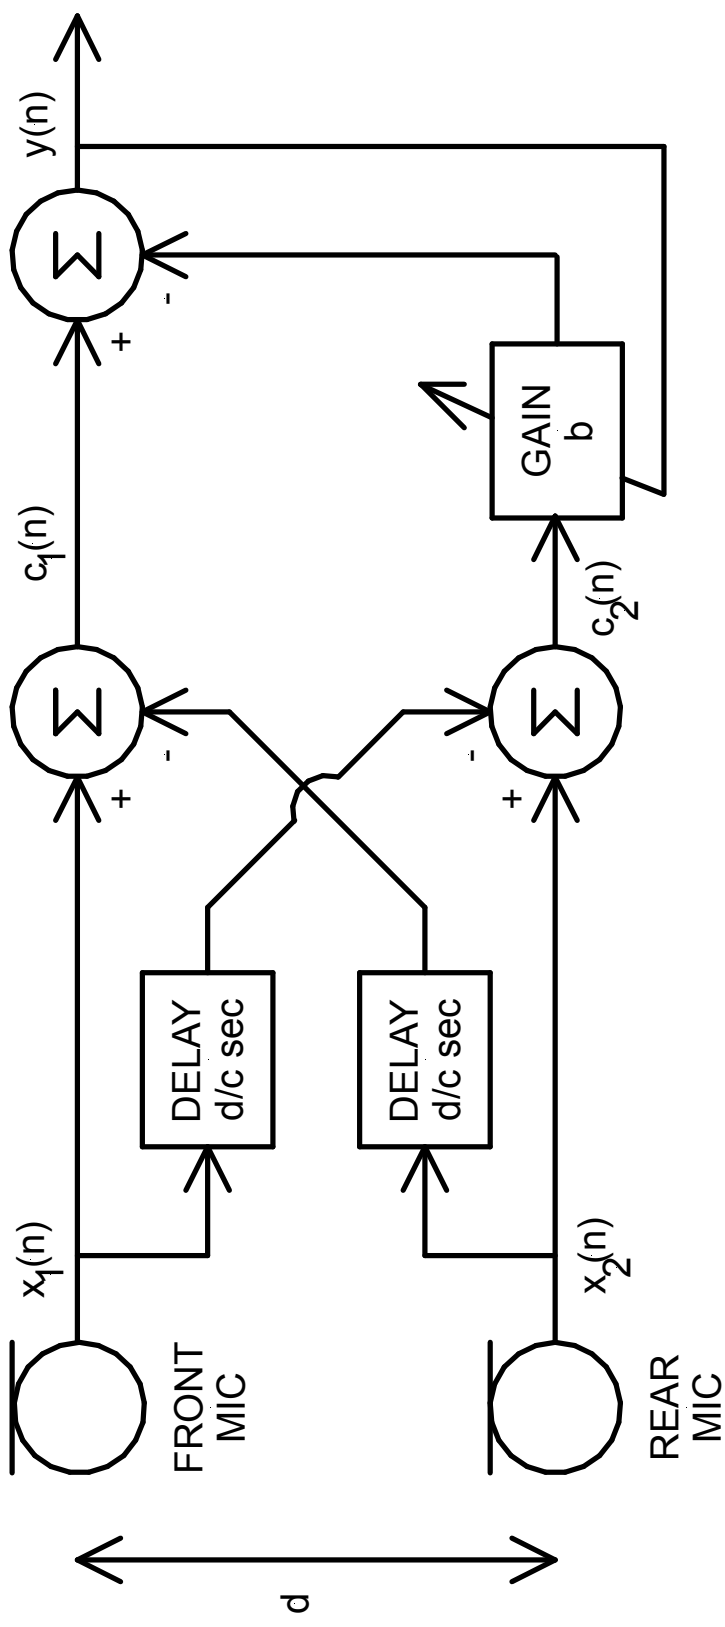 d
FRONT
MIC
REAR
MIC
x1(n)
x2(n)
DELAY
d/c sec
DELAY
d/c sec
+
-
Σ
-
+
Σ
c1(n)
c2(n)
GAIN
b
+
-
Σ
y(n)